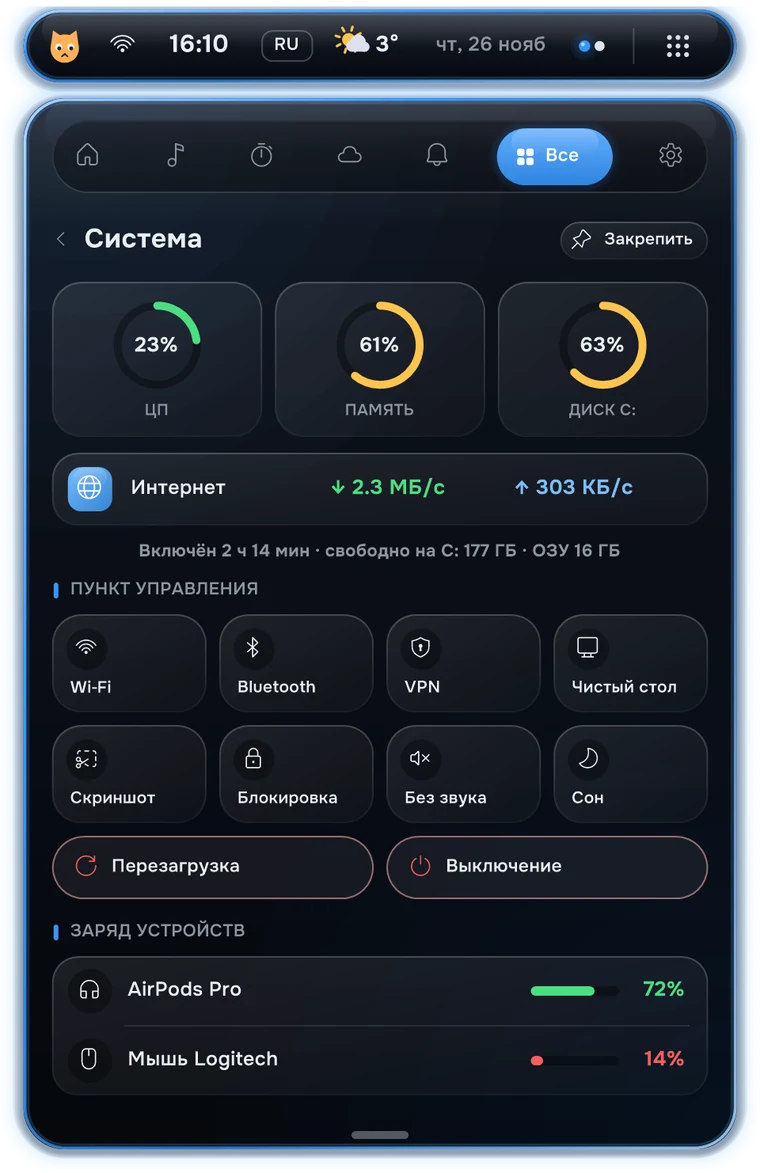 16:10 RU 3° чт, 26 нояб
Все
Система Закрепить
23% 61% 63%
ЦП ПАМЯТЬ ДИСК C:
Интернет ↓ 2.3 МБ/с ↑ 303 КБ/с
Включён 2 ч 14 мин · свободно на C: 177 ГБ · ОЗУ 16 ГБ
ПУНКТ УПРАВЛЕНИЯ
Wi-Fi Bluetooth VPN Чистый стол
Скриншот Блокировка Без звука Сон
Перезагрузка Выключение
ЗАРЯД УСТРОЙСТВ
AirPods Pro 72%
Мышь Logitech 14%